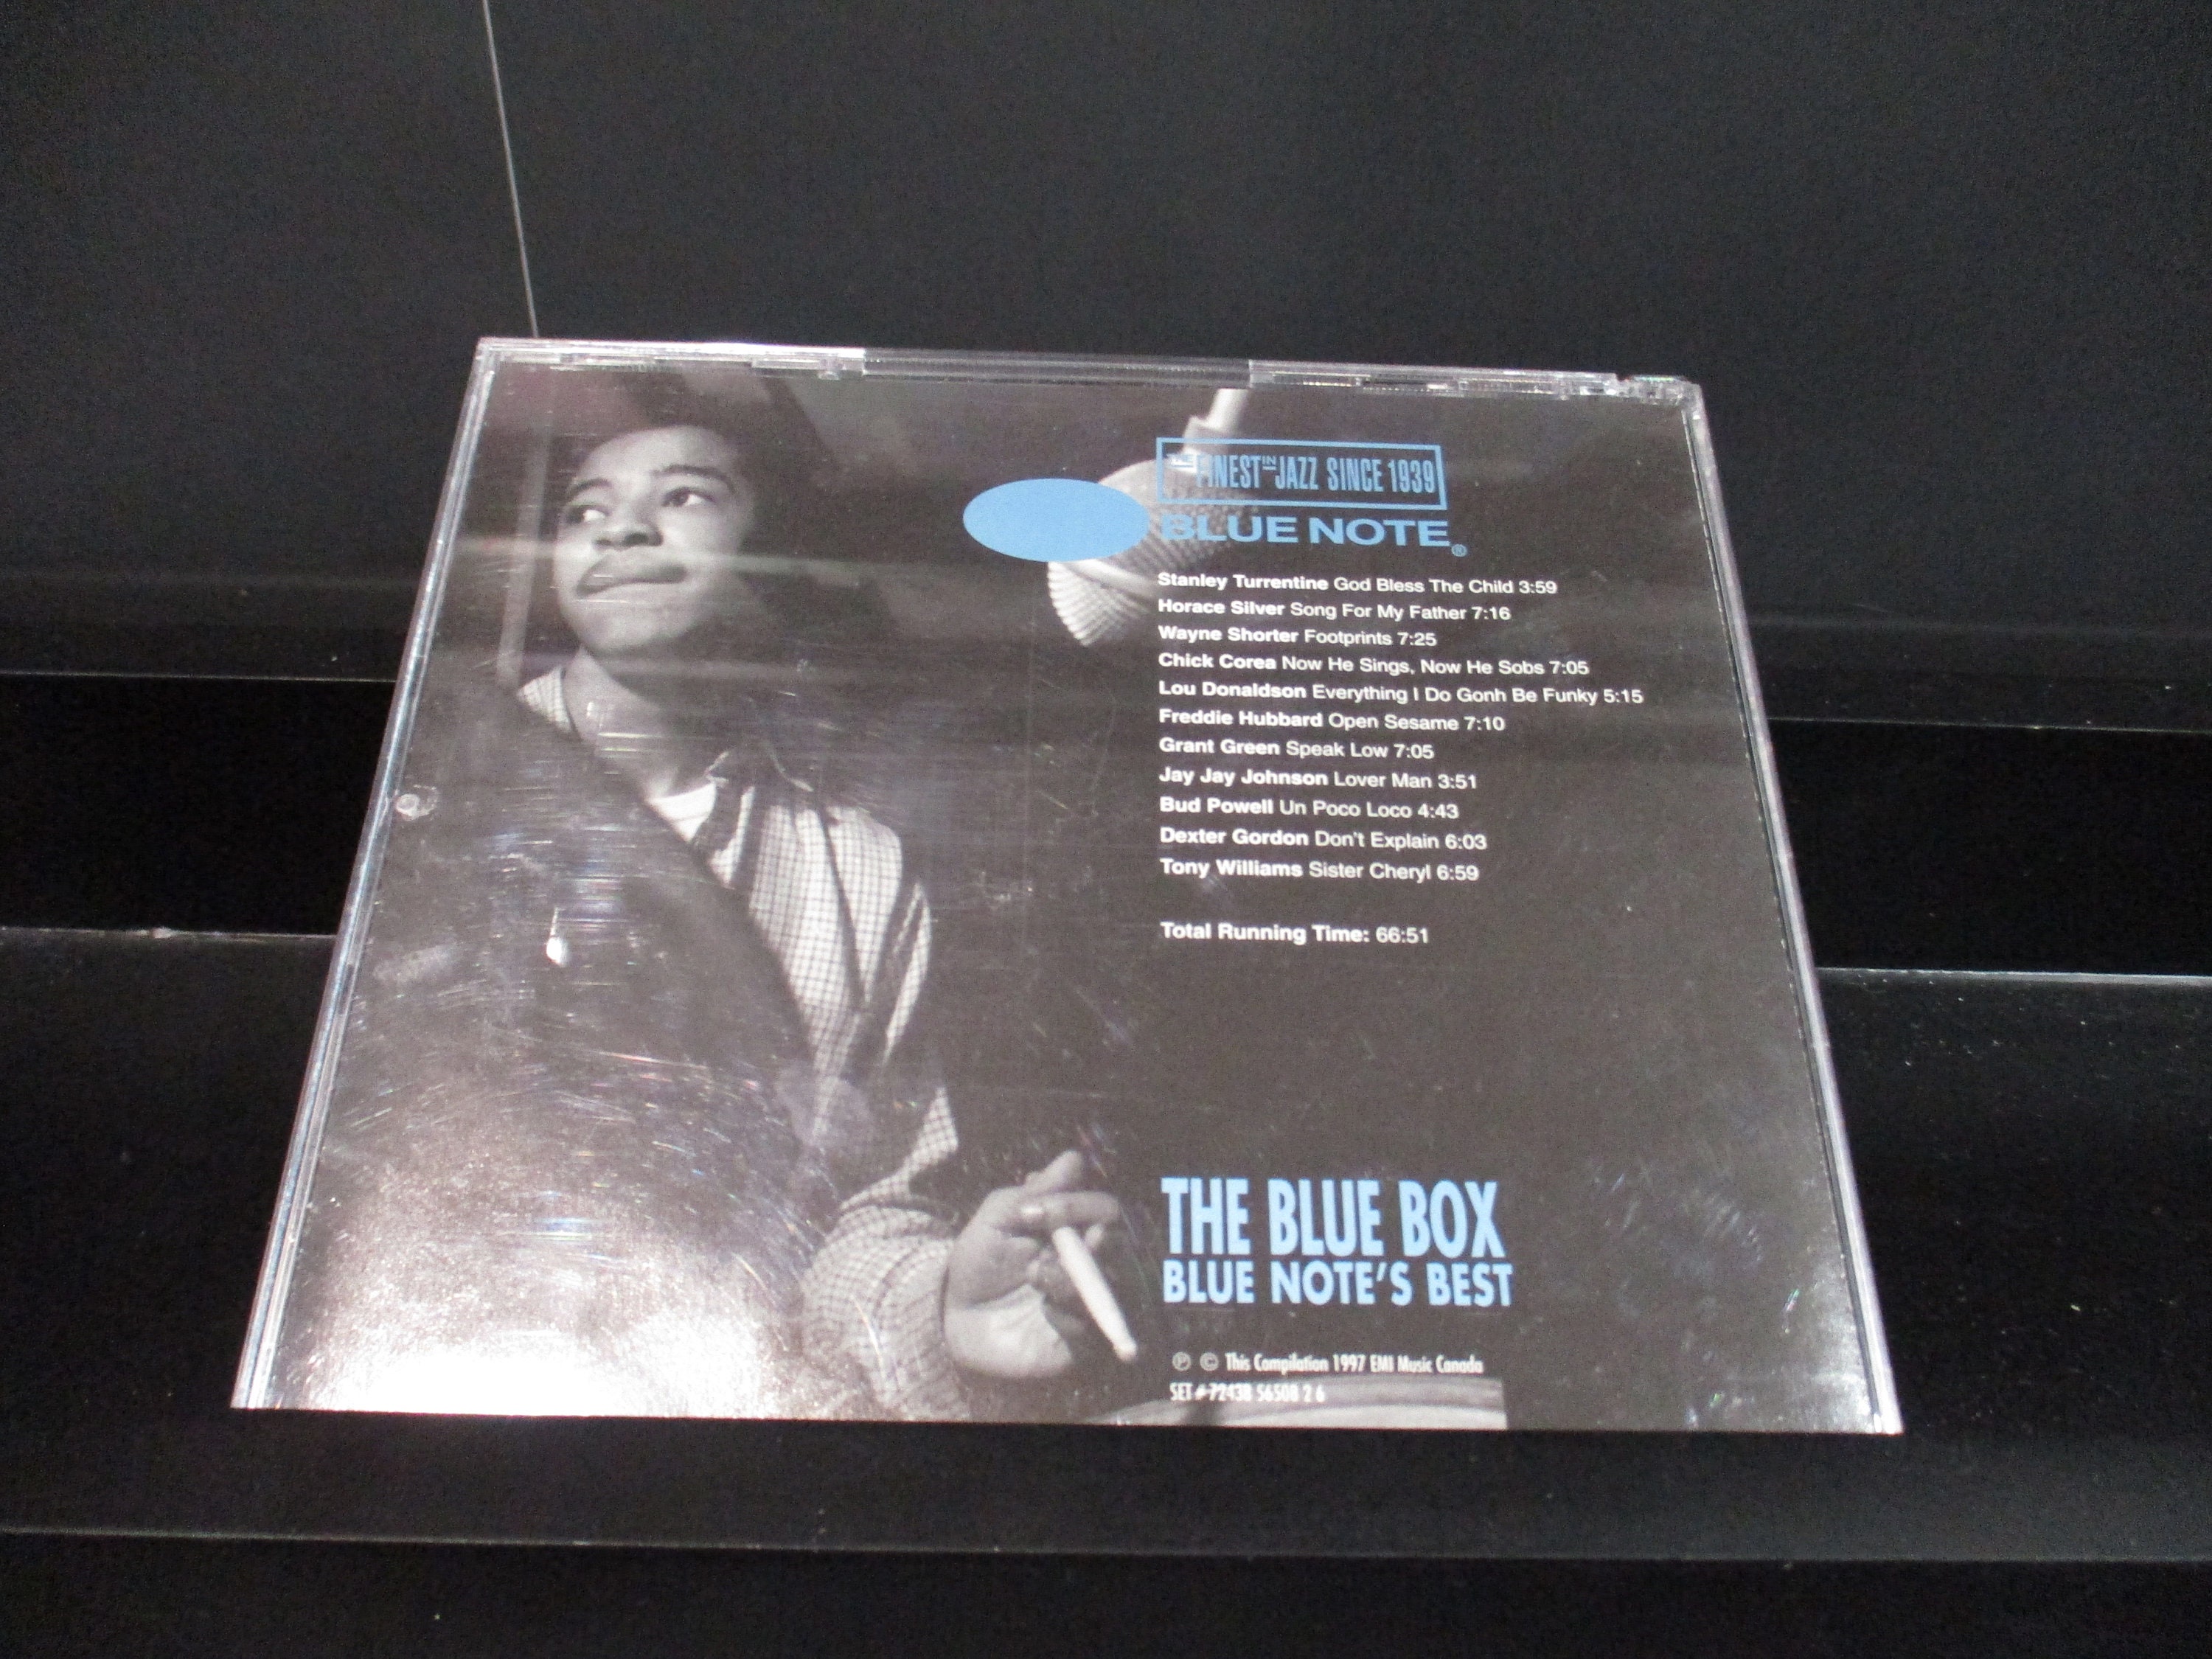 THE FINEST IN JAZZ SINCE 1939
BLUE NOTE®
Stanley Turrentine God Bless The Child 3:59
Horace Silver Song For My Father 7:16
Wayne Shorter Footprints 7:25
Chick Corea Now He Sings, Now He Sobs 7:05
Lou Donaldson Everything I Do Gonh Be Funky 5:15
Freddie Hubbard Open Sesame 7:10
Grant Green Speak Low 7:05
Jay Jay Johnson Lover Man 3:51
Bud Powell Un Poco Loco 4:43
Dexter Gordon Don't Explain 6:03
Tony Williams Sister Cheryl 6:59
Total Running Time: 66:51
THE BLUE BOX
BLUE NOTE'S BEST
℗ © This Compilation 1997 EMI Music Canada
SET # 72438 56508 2 6